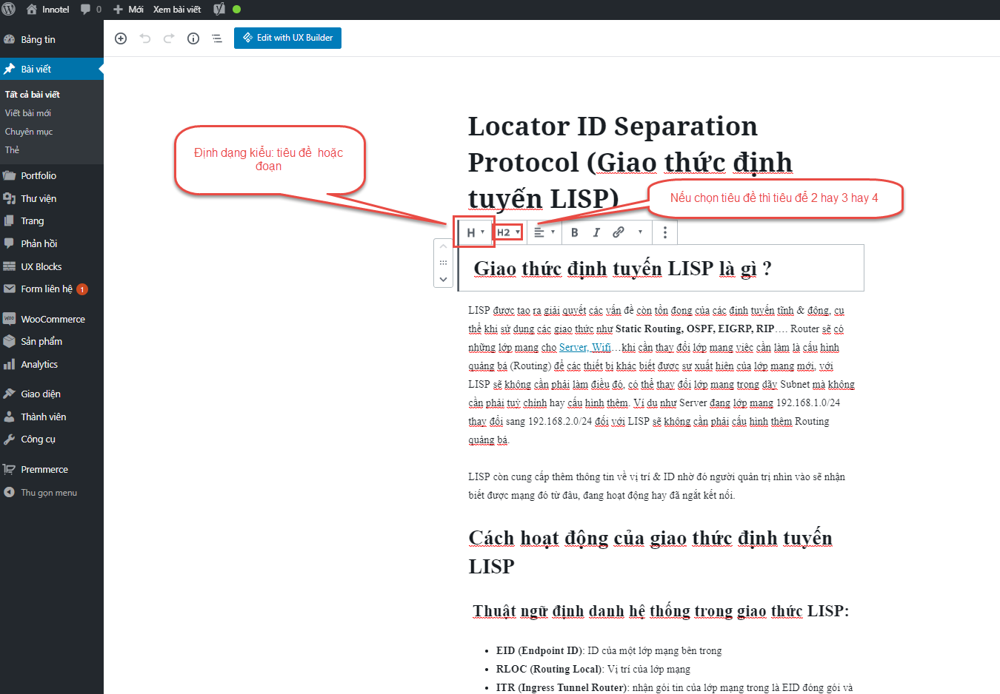 Innotel 0 Mới Xem bài viết
Bảng tin
Bài viết
Tất cả bài viết
Viết bài mới
Chuyên mục
Thẻ
Portfolio
Thư viện
Trang
Phản hồi
UX Blocks
Form liên hệ 1
WooCommerce
Sản phẩm
Analytics
Giao diện
Thành viên
Công cụ
Premmerce
Thu gọn menu
Edit with UX Builder
Định dạng kiểu: tiêu đề hoặc
đoạn
Locator ID Separation
Protocol (Giao thức định
tuyến LISP)
Nếu chọn tiêu đề thì tiêu để 2 hay 3 hay 4
H H2 B I
Giao thức định tuyến LISP là gì ?
LISP được tạo ra giải quyết các vấn đề còn tồn đọng của các định tuyến tĩnh & động, cụ
thể khi sử dụng các giao thức như Static Routing, OSPF, EIGRP, RIP…. Router sẽ có
những lớp mạng cho Server, Wifi…khi cần thay đổi lớp mạng việc cần làm là cấu hình
quảng bá (Routing) để các thiết bị khác biết được sự xuất hiện của lớp mạng mới, với
LISP sẽ không cần phải làm điều đó, có thể thay đổi lớp mạng trong dãy Subnet mà không
cần phải tuỳ chỉnh hay cấu hình thêm. Ví dụ như Server đang lớp mạng 192.168.1.0/24
thay đổi sang 192.168.2.0/24 đối với LISP sẽ không cần phải cấu hình thêm Routing
quảng bá.
LISP còn cung cấp thêm thông tin về vị trí & ID nhờ đó người quản trị nhìn vào sẽ nhận
biết được mạng đó từ đâu, đang hoạt động hay đã ngắt kết nối.
Cách hoạt động của giao thức định tuyến
LISP
Thuật ngữ định danh hệ thống trong giao thức LISP:
• EID (Endpoint ID): ID của một lớp mạng bên trong
• RLOC (Routing Local): Vị trí của lớp mạng
• ITR (Ingress Tunnel Router): nhận gói tin của lớp mạng trong là EID đóng gói và